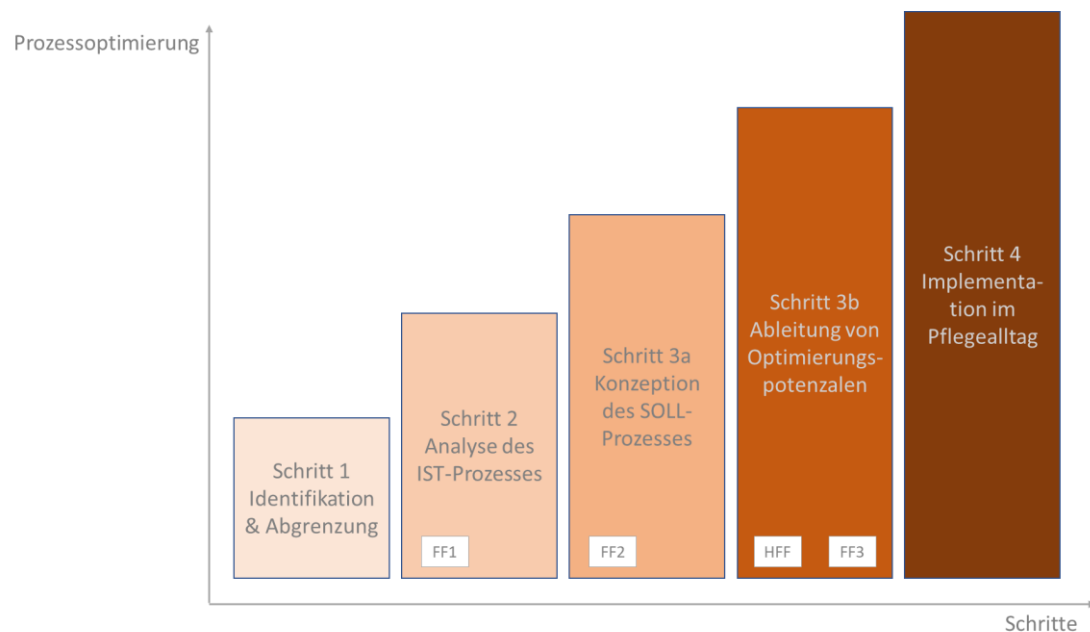 Prozessoptimierung
Schritt 1
Identifikation
& Abgrenzung
Schritt 2
Analyse des
IST-Prozesses
FF1
Schritt 3a
Konzeption
des SOLL-
Prozesses
FF2
Schritt 3b
Ableitung von
Optimierungs-
potenzalen
HFF
FF3
Schritt 4
Implementa-
tion im
Pflegealltag
Schritte